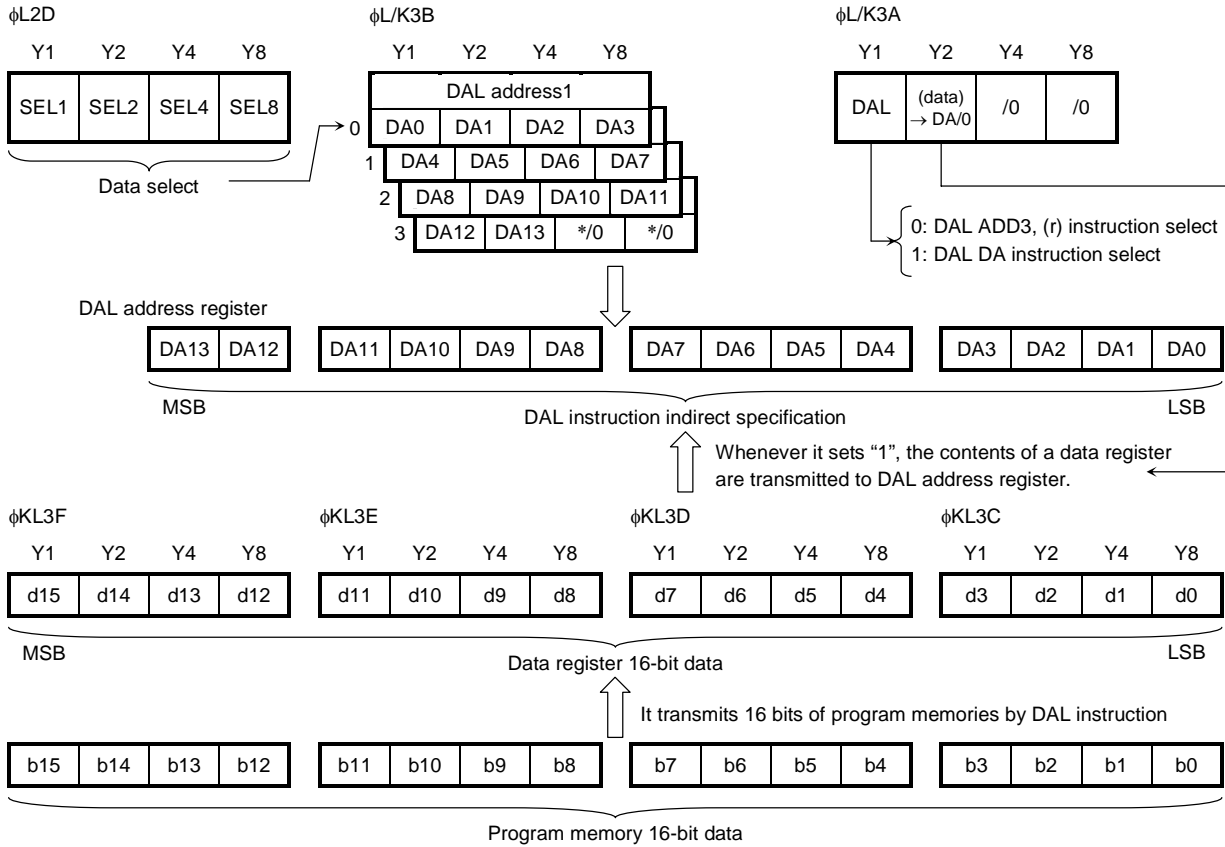 φL2D φL/K3B φL/K3A
Y1 Y2 Y4 Y8 Y1 Y2 Y4 Y8 Y1 Y2 Y4 Y8
SEL1 SEL2 SEL4 SEL8
Data select
DAL address1
0 DA0 DA1 DA2 DA3
1 DA4 DA5 DA6 DA7
2 DA8 DA9 DA10 DA11
3 DA12 DA13 */0 */0
DAL (data) → DA/0 /0 /0
0: DAL ADD3, (r) instruction select
1: DAL DA instruction select
DAL address register
DA13 DA12 DA11 DA10 DA9 DA8 DA7 DA6 DA5 DA4 DA3 DA2 DA1 DA0
MSB LSB
DAL instruction indirect specification
Whenever it sets “1”, the contents of a data register
are transmitted to DAL address register.
φKL3F φKL3E φKL3D φKL3C
Y1 Y2 Y4 Y8 Y1 Y2 Y4 Y8 Y1 Y2 Y4 Y8 Y1 Y2 Y4 Y8
d15 d14 d13 d12 d11 d10 d9 d8 d7 d6 d5 d4 d3 d2 d1 d0
MSB LSB
Data register 16-bit data
It transmits 16 bits of program memories by DAL instruction
b15 b14 b13 b12 b11 b10 b9 b8 b7 b6 b5 b4 b3 b2 b1 b0
Program memory 16-bit data